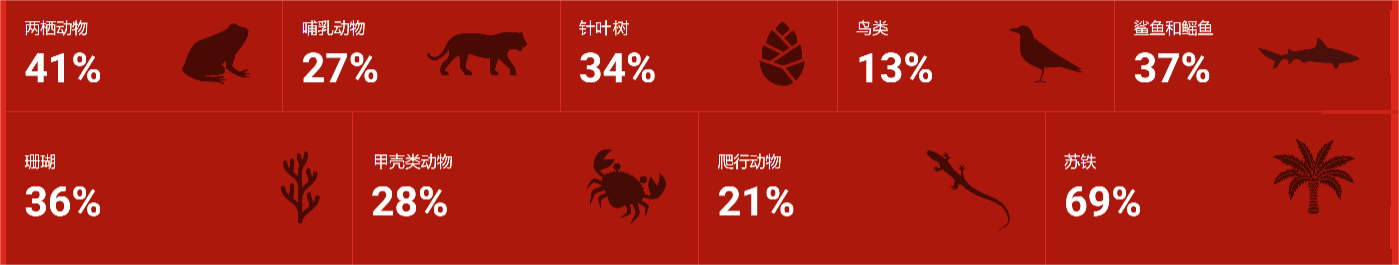 两栖动物
41%
哺乳动物
27%
针叶树
34%
鸟类
13%
鲨鱼和鳐鱼
37%
珊瑚
36%
甲壳类动物
28%
爬行动物
21%
苏铁
69%